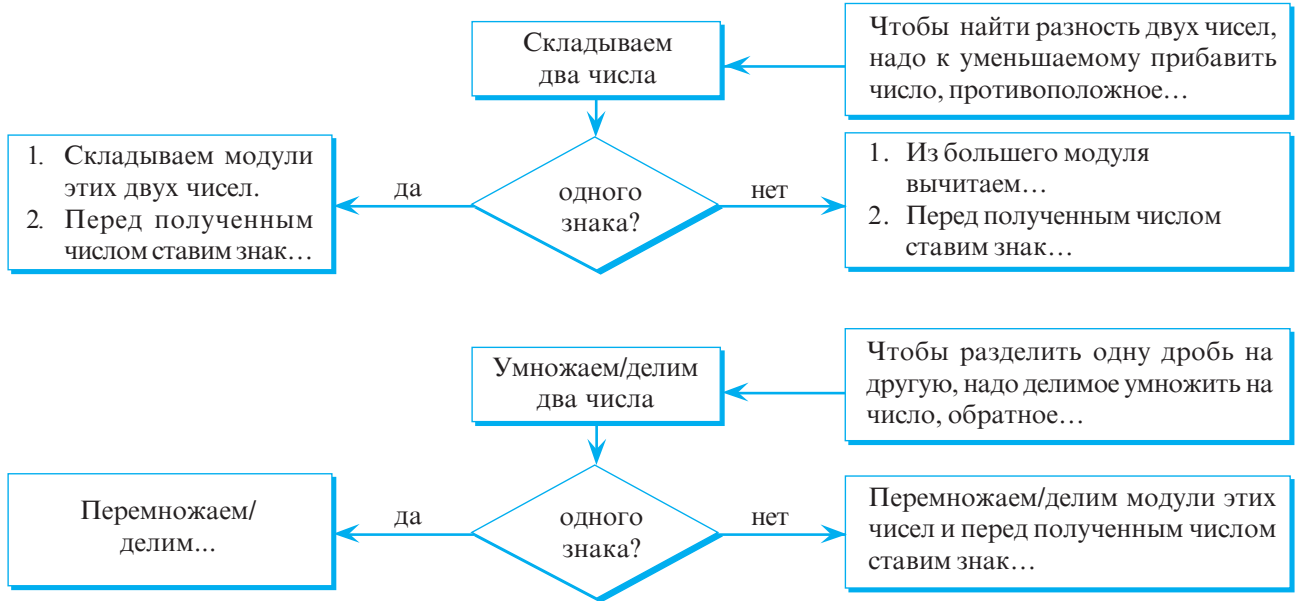 Складываем
два числа
Чтобы найти разность двух чисел,
надо к уменьшаемому прибавить
число, противоположное…
1. Складываем модули
этих двух чисел.
2. Перед полученным
числом ставим знак…
да
одного
знака?
нет
1. Из большего модуля
вычитаем…
2. Перед полученным числом
ставим знак…
Умножаем/делим
два числа
Чтобы разделить одну дробь на
другую, надо делимое умножить на
число, обратное…
Перемножаем/
делим...
да
одного
знака?
нет
Перемножаем/делим модули этих
чисел и перед полученным числом
ставим знак…